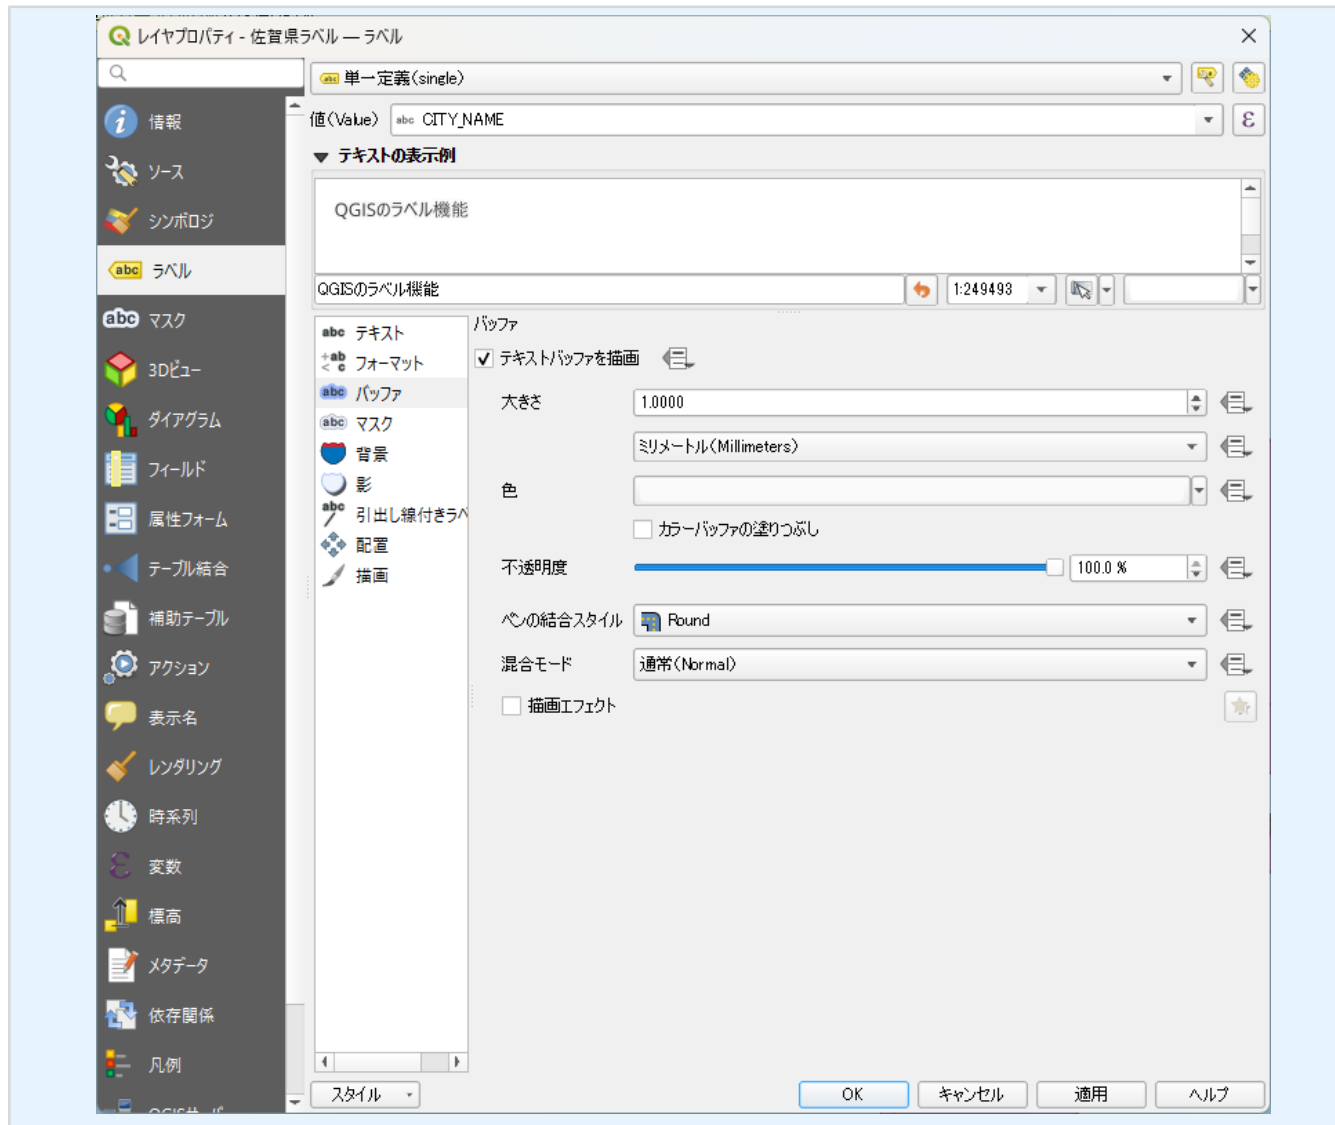 レイヤプロパティ - 佐賀県ラベル — ラベル
abc 単一定義(single)
情報
値(Value) abc CITY_NAME ε
ソース
▼ テキストの表示例
シンボロジ
QGISのラベル機能
abc ラベル
QGISのラベル機能 1:249493
abc マスク
3Dビュー
ダイアグラム
フィールド
属性フォーム
テーブル結合
補助テーブル
アクション
表示名
レンダリング
時系列
ε 変数
標高
メタデータ
依存関係
凡例
abc テキスト
+ab < c フォーマット
abc バッファ
abc マスク
背景
影
abc 引出し線付きラベ
配置
描画
バッファ
テキストバッファを描画
大きさ 1.0000
ミリメートル(Millimeters)
色
カラーバッファの塗りつぶし
不透明度 100.0 %
ペンの結合スタイル Round
混合モード 通常(Normal)
描画エフェクト
スタイル OK キャンセル 適用 ヘルプ